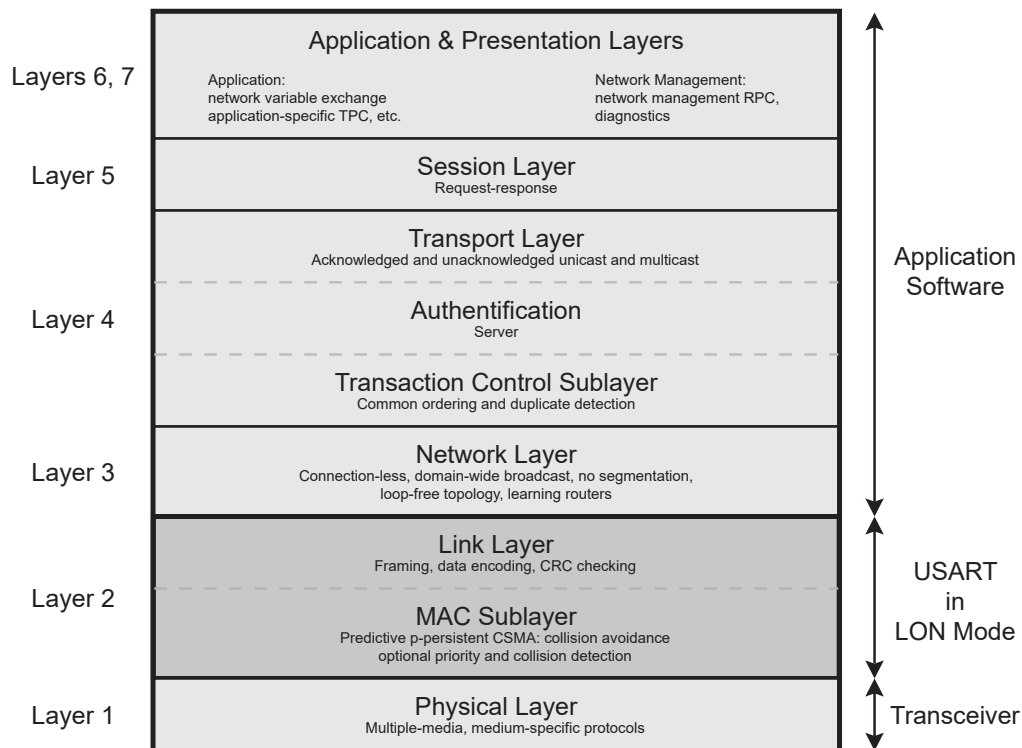 Application & Presentation Layers
Layers 6, 7
Application:
network variable exchange
application-specific TPC, etc.
Network Management:
network management RPC,
diagnostics
Layer 5
Session Layer
Request-response
Transport Layer
Acknowledged and unacknowledged unicast and multicast
Application
Software
Layer 4
Authentification
Server
Transaction Control Sublayer
Common ordering and duplicate detection
Layer 3
Network Layer
Connection-less, domain-wide broadcast, no segmentation,
loop-free topology, learning routers
Layer 2
Link Layer
Framing, data encoding, CRC checking
MAC Sublayer
Predictive p-persistent CSMA: collision avoidance
optional priority and collision detection
USART
in
LON Mode
Layer 1
Physical Layer
Multiple-media, medium-specific protocols
Transceiver